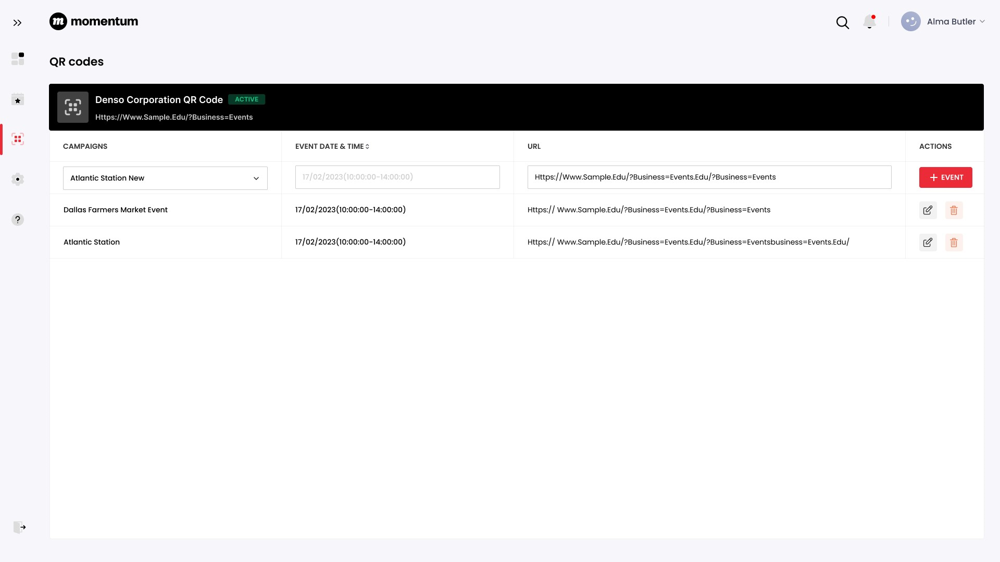 momentum
Alma Butler
QR codes
Denso Corporation QR Code ACTIVE
Https://Www.Sample.Edu/?Business=Events
CAMPAIGNS EVENT DATE & TIME URL ACTIONS
Atlantic Station New 17/02/2023(10:00:00-14:00:00) Https://Www.Sample.Edu/?Business=Events.Edu/?Business=Events + EVENT
Dallas Farmers Market Event 17/02/2023(10:00:00-14:00:00) Https:// Www.Sample.Edu/?Business=Events.Edu/?Business=Events
Atlantic Station 17/02/2023(10:00:00-14:00:00) Https:// Www.Sample.Edu/?Business=Events.Edu/?Business=Eventsbusiness=Events.Edu/